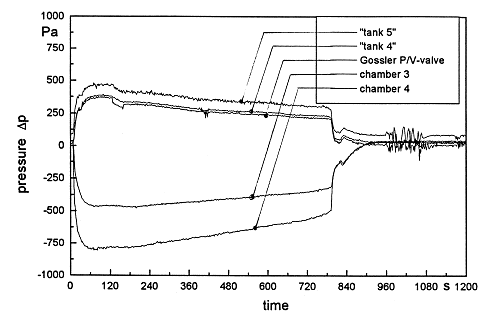 1000
Pa
750
500
250
0
-250
-500
-750
-1000
pressure Δp
"tank 5"
"tank 4"
Gossler P/V-valve
chamber 3
chamber 4
0 120 240 360 480 600 720 840 960 1080 S 1200
time